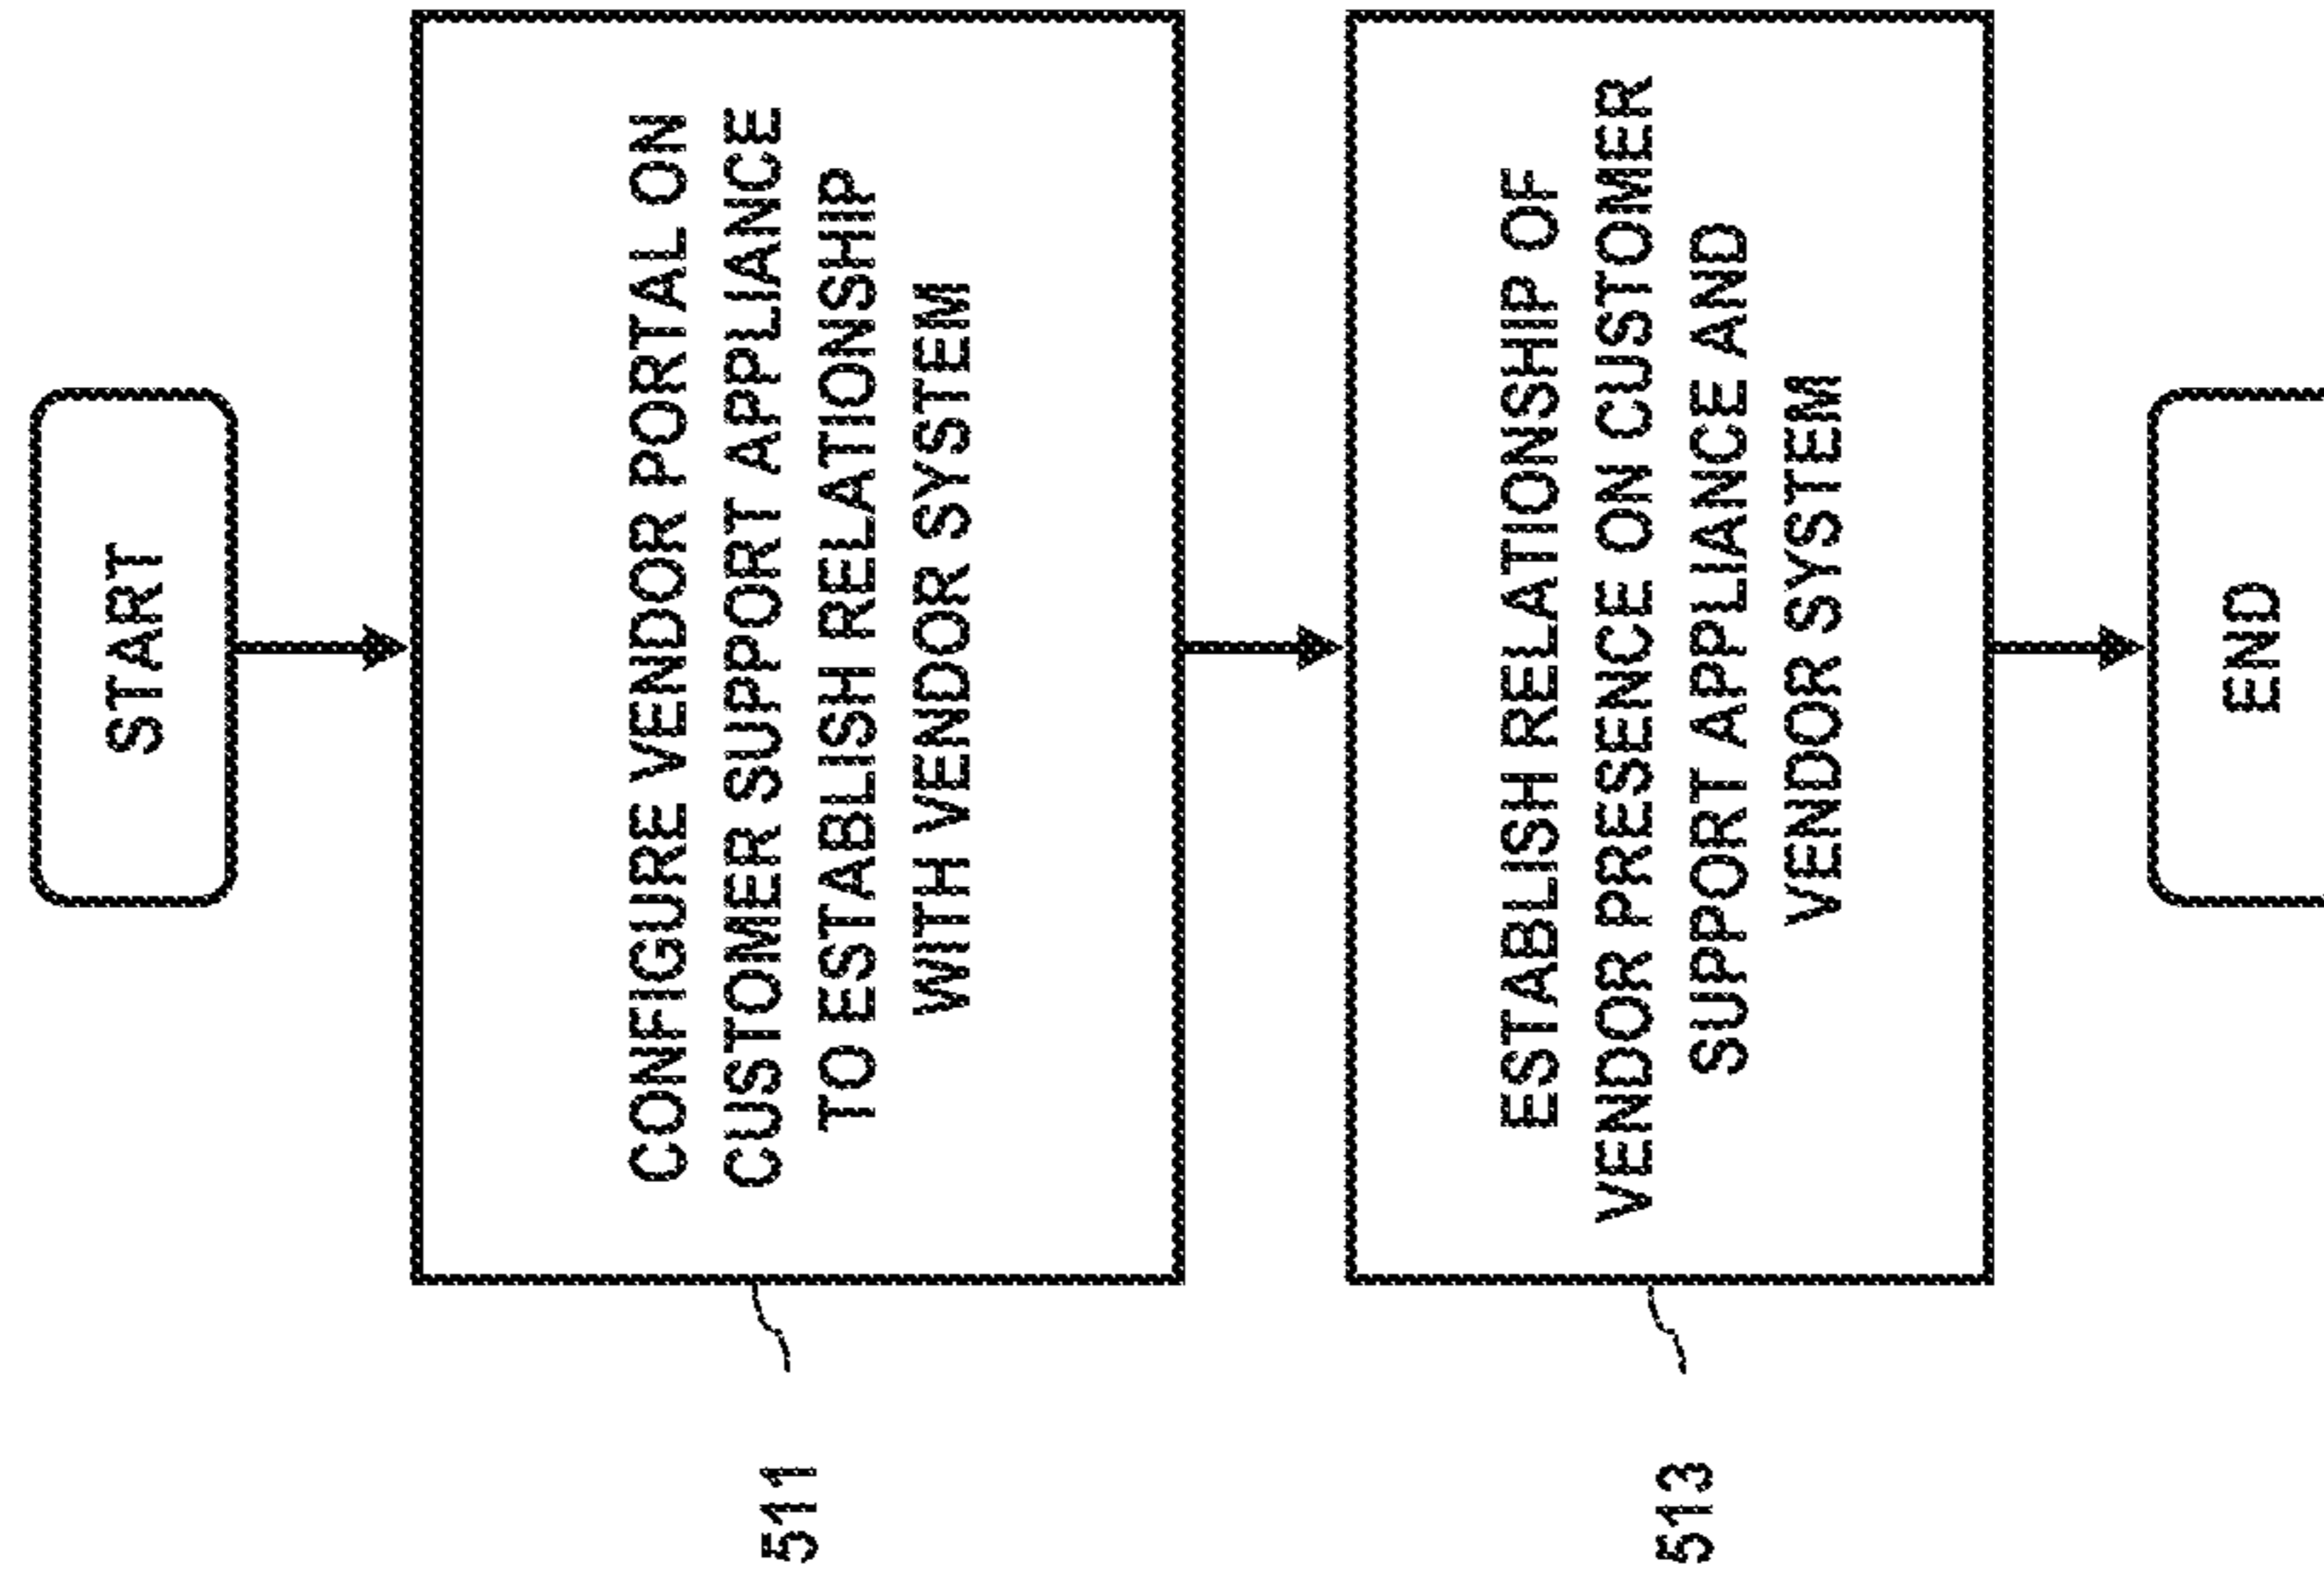 START
CONFIGURE VENDOR PORTAL ON
CUSTOMER SUPPORT APPLIANCE
TO ESTABLISH RELATIONSHIP
WITH VENDOR SYSTEM
511
ESTABLISH RELATIONSHIP OF
VENDOR PRESENCE ON CUSTOMER
SUPPORT APPLIANCE AND
VENDOR SYSTEM
513
END